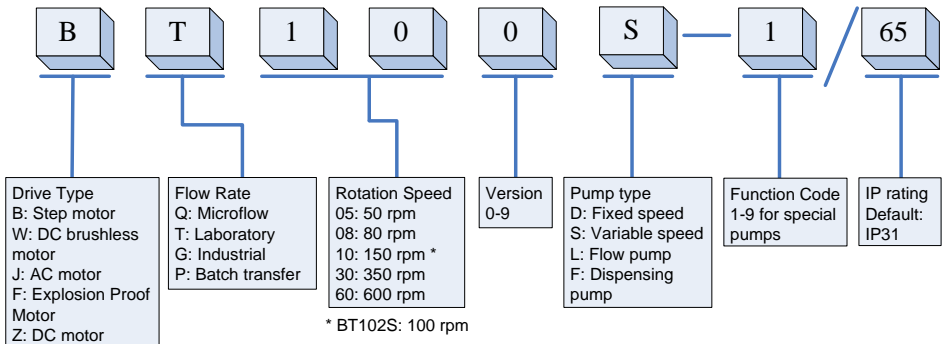 B T 1 0 0 S 1 65
Drive Type
B: Step motor
W: DC brushless
motor
J: AC motor
F: Explosion Proof
Motor
Z: DC motor
Flow Rate
Q: Microflow
T: Laboratory
G: Industrial
P: Batch transfer
Rotation Speed
05: 50 rpm
08: 80 rpm
10: 150 rpm *
30: 350 rpm
60: 600 rpm
* BT102S: 100 rpm
Version
0-9
Pump type
D: Fixed speed
S: Variable speed
L: Flow pump
F: Dispensing
pump
Function Code
1-9 for special
pumps
IP rating
Default:
IP31